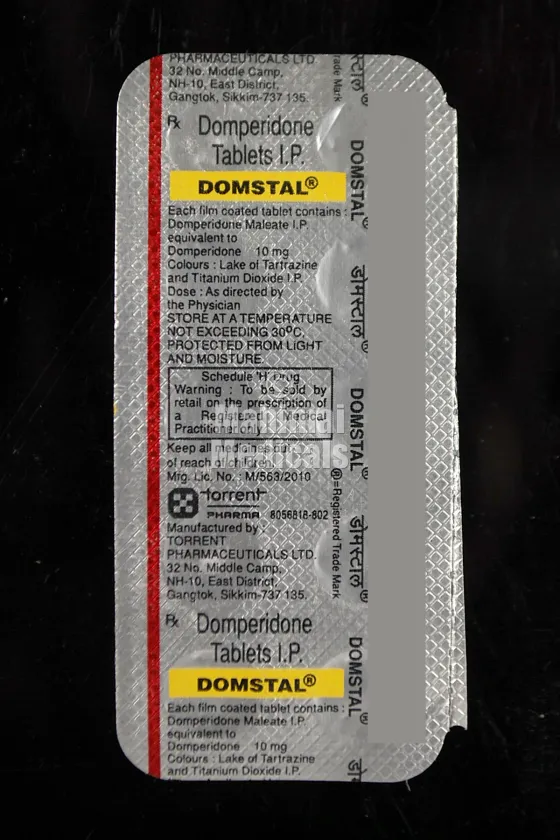 PHARMACEUTICALS LTD.
32 No. Middle Camp,
NH-10, East District,
Gangtok, Sikkim-737 135.
Rx Domperidone
Tablets I.P.
DOMSTAL®
Each film coated tablet contains :
Domperidone Maleate I.P.
equivalent to
Domperidone 10 mg
Colours : Lake of Tartrazine
and Titanium Dioxide I.P.
Dose : As directed by
the Physician
STORE AT A TEMPERATURE
NOT EXCEEDING 30°C,
PROTECTED FROM LIGHT
AND MOISTURE.
Schedule 'H' Drug
Warning : To be sold by
retail on the prescription of
a Registered Medical
Practitioner only
Keep all medicines out
of reach of children
Mfg. Lic. No.: M/563/2010
torrent
PHARMA 8056818-802
Manufactured by :
TORRENT
PHARMACEUTICALS LTD.
32 No. Middle Camp,
NH-10, East District,
Gangtok, Sikkim-737 135.
Rx Domperidone
Tablets I.P.
DOMSTAL®
Each film coated tablet contains :
Domperidone Maleate I.P.
equivalent to
Domperidone 10 mg
Colours : Lake of Tartrazine
and Titanium Dioxide I.P.
Trade Mark
DOMSTAL®
डोमस्टाल®
DOMSTAL®
®=Registered Trade Mark
डोमस्टाल®
DOMSTAL®
Medicals